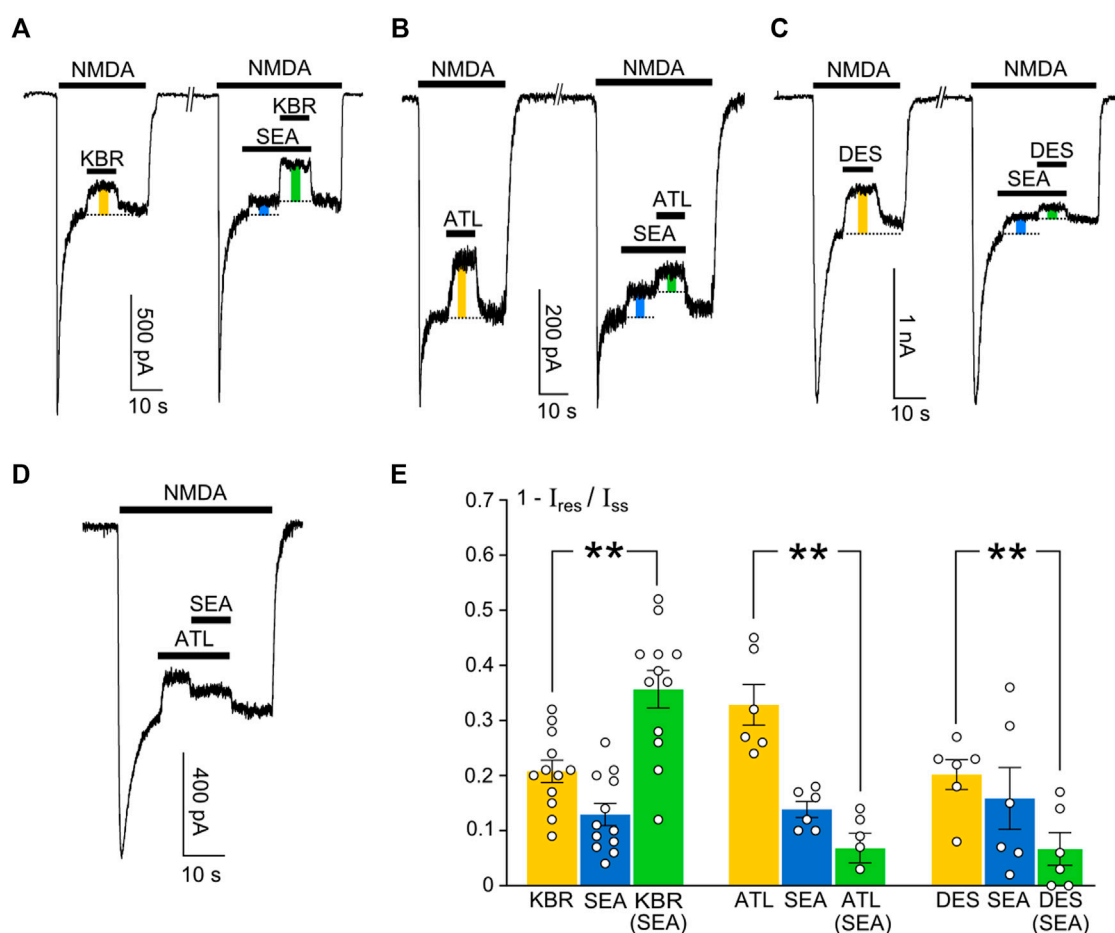 A
NMDA
NMDA
KBR
SEA
KBR
500 pA
10 s
B
NMDA
NMDA
ATL
SEA
ATL
200 pA
10 s
C
NMDA
NMDA
DES
SEA
DES
1 nA
10 s
D
NMDA
SEA
ATL
400 pA
10 s
E
1 - Ires / Iss
0.7
0.6
0.5
0.4
0.3
0.2
0.1
0
**
**
**
KBR SEA KBR ATL SEA ATL DES SEA DES
(SEA) (SEA) (SEA)